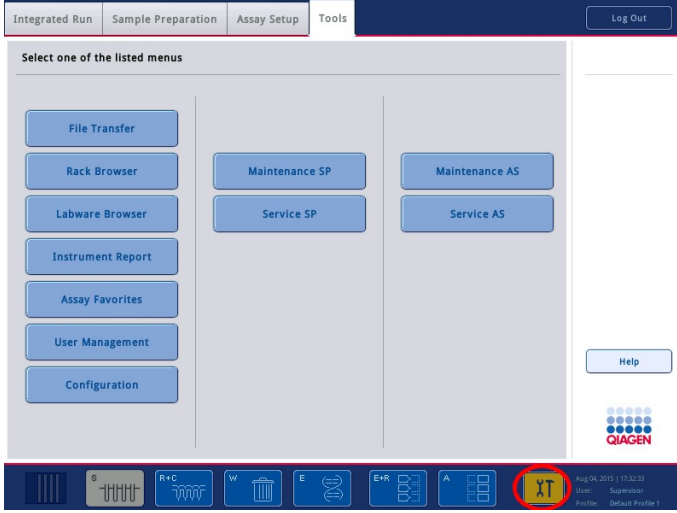 Integrated Run
Sample Preparation
Assay Setup
Tools
Log Out
Select one of the listed menus
File Transfer
Rack Browser
Maintenance SP
Maintenance AS
Labware Browser
Service SP
Service AS
Instrument Report
Assay Favorites
User Management
Help
Configuration
QIAGEN
S
R+C
W
E
E+R
A
Aug 04, 2015 | 17:32:33
User: Supervisor
Profile: Default Profile 1